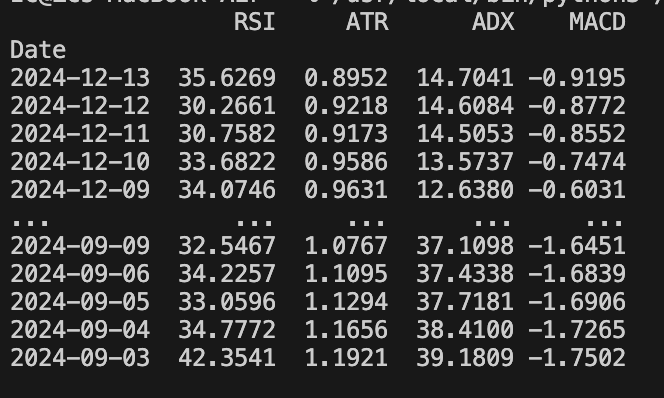 RSI ATR ADX MACD
Date
2024-12-13 35.6269 0.8952 14.7041 -0.9195
2024-12-12 30.2661 0.9218 14.6084 -0.8772
2024-12-11 30.7582 0.9173 14.5053 -0.8552
2024-12-10 33.6822 0.9586 13.5737 -0.7474
2024-12-09 34.0746 0.9631 12.6380 -0.6031
... ... ... ... ...
2024-09-09 32.5467 1.0767 37.1098 -1.6451
2024-09-06 34.2257 1.1095 37.4338 -1.6839
2024-09-05 33.0596 1.1294 37.7181 -1.6906
2024-09-04 34.7772 1.1656 38.4100 -1.7265
2024-09-03 42.3541 1.1921 39.1809 -1.7502